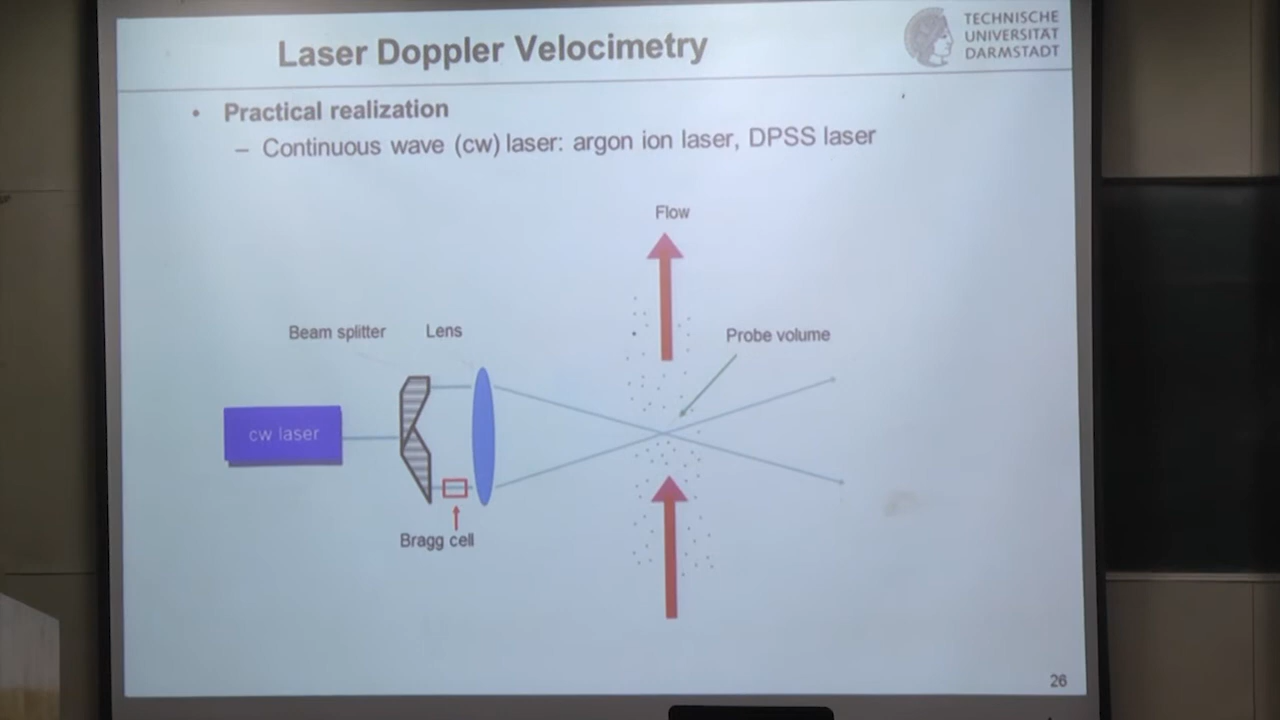 Laser Doppler Velocimetry
TECHNISCHE
UNIVERSITAT
DARMSTADT
• Practical realization
– Continuous wave (cw) laser: argon ion laser, DPSS laser
Flow
Beam splitter
Lens
Probe volume
cw laser
Bragg cell
26